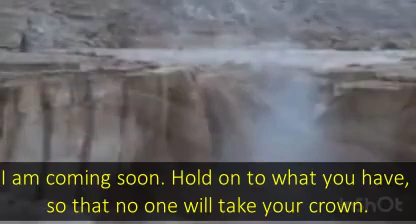 I am coming soon. Hold on to what you have,
so that no one will take your crown.